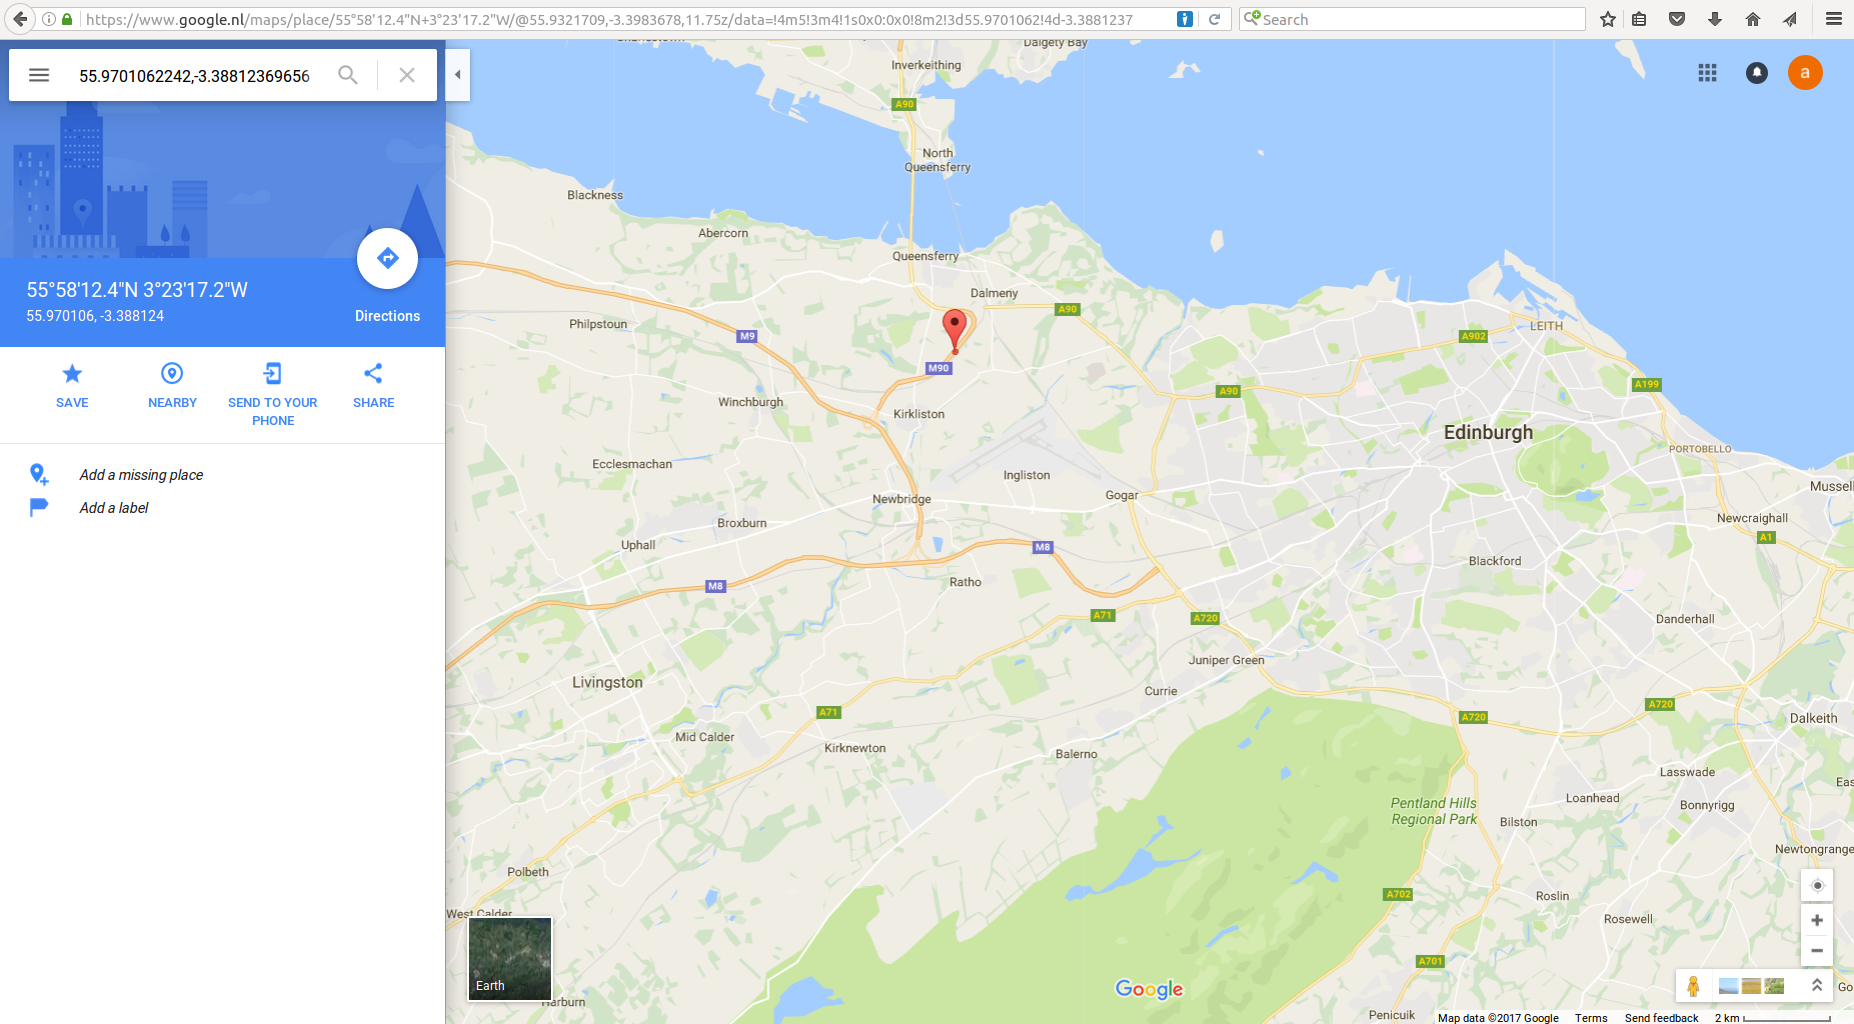 https://www.google.nl/maps/place/55°58'12.4"N+3°23'17.2"W/@55.9321709,-3.3983678,11.75z/data=!4m5!3m4!1s0x0:0x0!8m2!3d55.9701062!4d-3.3881237
Search
55.9701062242,-3.38812369656
a
55°58'12.4"N 3°23'17.2"W
55.970106, -3.388124
Directions
SAVE
NEARBY
SEND TO YOUR
PHONE
SHARE
Add a missing place
Add a label
Dalgety Bay
Inverkeithing
A90
North
Queensferry
Blackness
Abercorn
Queensferry
Dalmeny
A90
Philpstoun
M9
LEITH
A902
M90
A199
A90
Winchburgh
Kirkliston
Edinburgh
PORTOBELLO
Ecclesmachan
Ingliston
Mussel
Newbridge
Gogar
Newcraighall
Broxburn
A1
Uphall
M8
Blackford
Ratho
M8
A71
A720
Danderhall
Juniper Green
Livingston
Currie
A720
A71
A720
Dalkeith
Mid Calder
Kirknewton
Balerno
Lasswade
Eas
Pentland Hills
Regional Park
Loanhead
Bonnyrigg
Bilston
Newtongrange
Polbeth
A702
Roslin
West Calder
Rosewell
A701
Earth
Google
Go
Harburn
Penicuik
Map data ©2017 Google
Terms
Send feedback
2 km